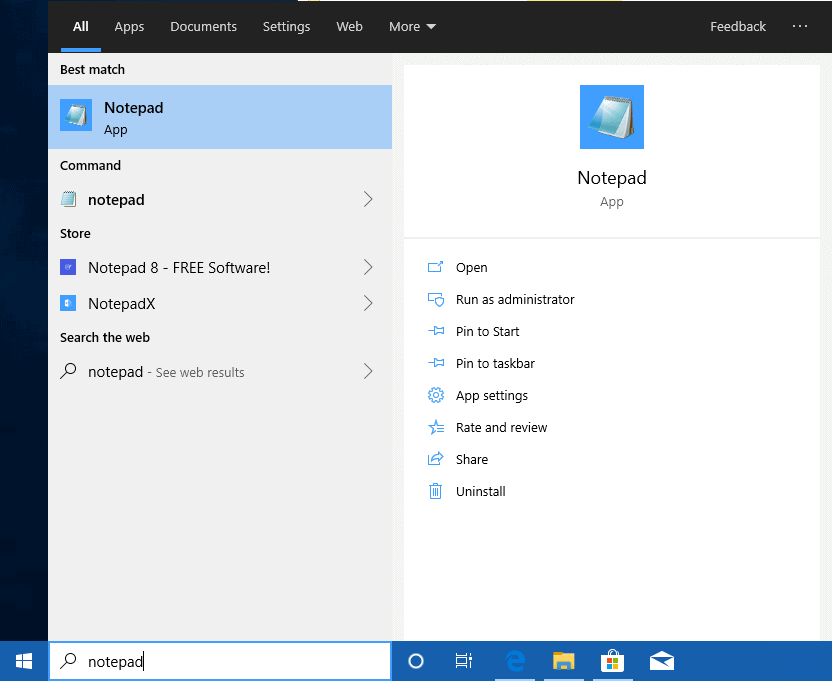 All Apps Documents Settings Web More Feedback ...
Best match
Notepad
App
Command
notepad
Store
Notepad 8 - FREE Software!
NotepadX
Search the web
notepad - See web results
Notepad
App
Open
Run as administrator
Pin to Start
Pin to taskbar
App settings
Rate and review
Share
Uninstall
notepad